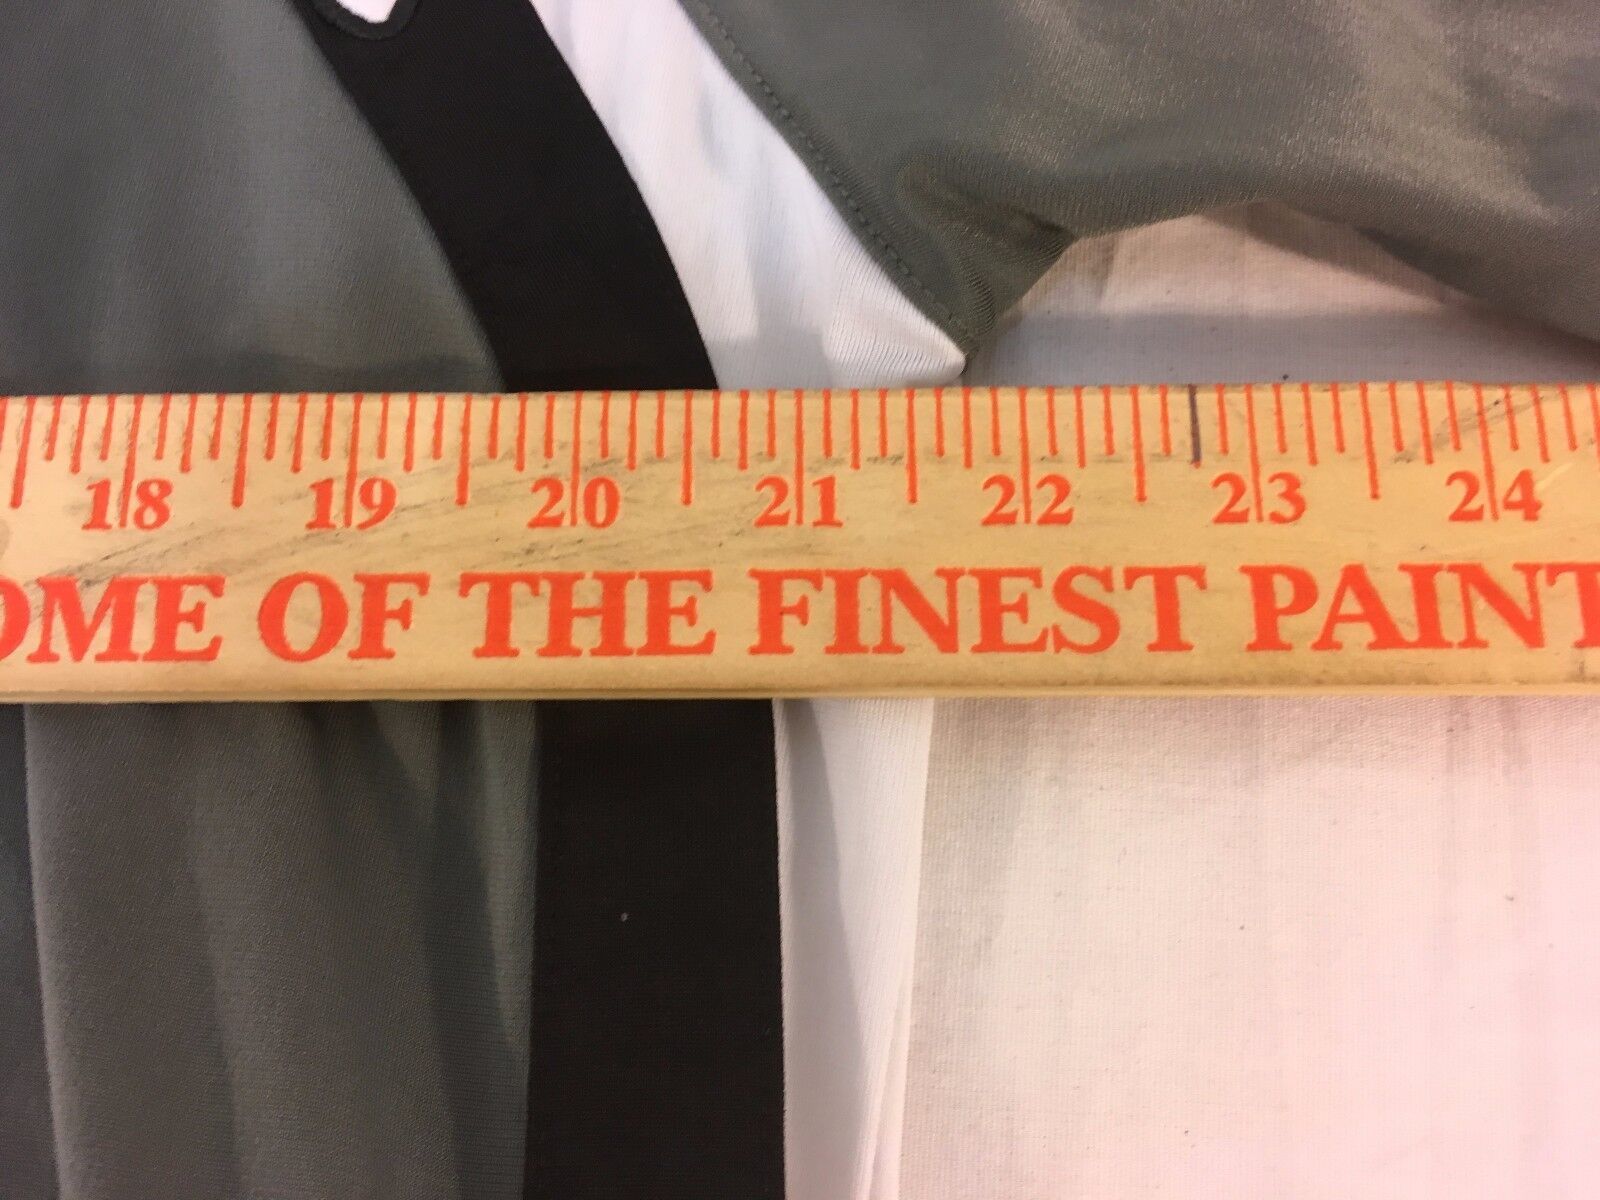 18 19 20 21 22 23 24
OME OF THE FINEST PAINT